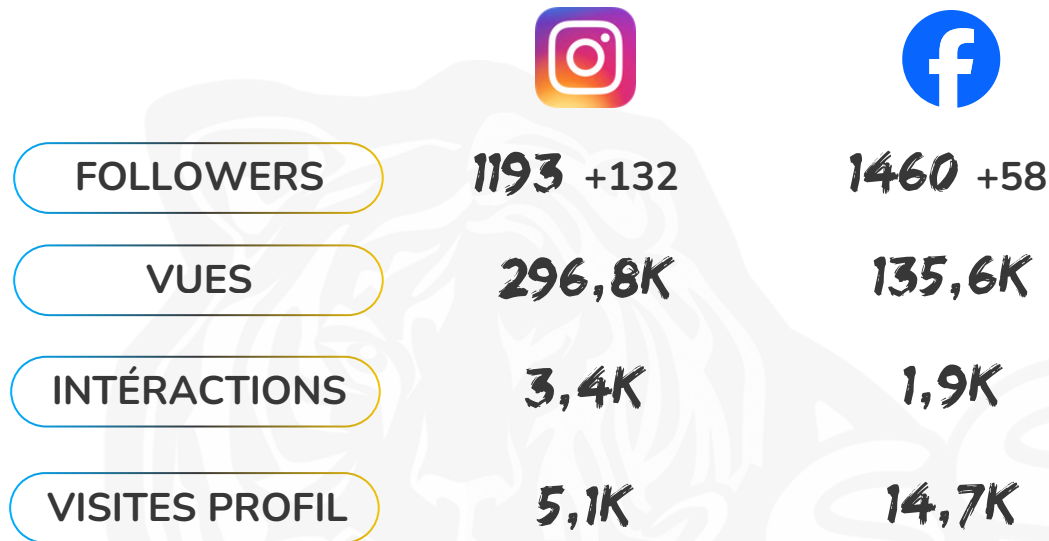 FOLLOWERS 1193 +132 1460 +58
VUES 296,8K 135,6K
INTÉRACTIONS 3,4K 1,9K
VISITES PROFIL 5,1K 14,7K